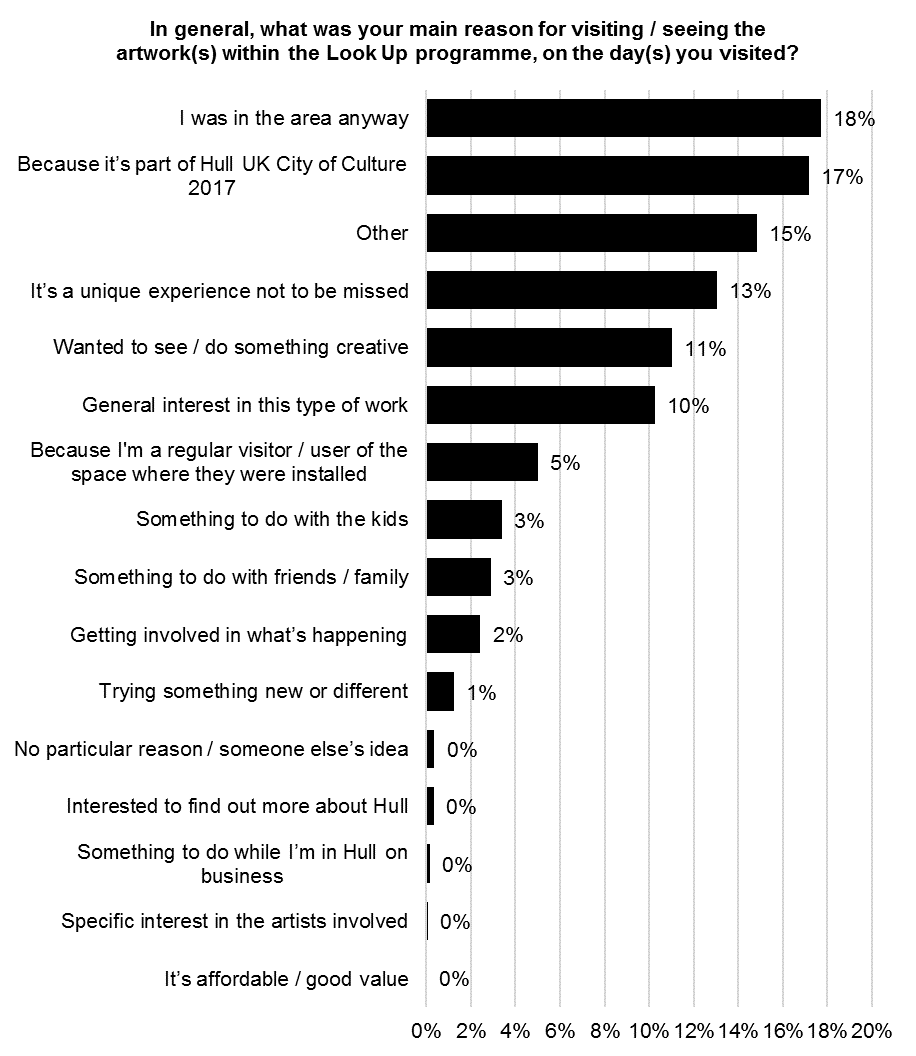 In general, what was your main reason for visiting / seeing the
artwork(s) within the Look Up programme, on the day(s) you visited?
I was in the area anyway 18%
Because it’s part of Hull UK City of Culture
2017 17%
Other 15%
It’s a unique experience not to be missed 13%
Wanted to see / do something creative 11%
General interest in this type of work 10%
Because I'm a regular visitor / user of the
space where they were installed 5%
Something to do with the kids 3%
Something to do with friends / family 3%
Getting involved in what’s happening 2%
Trying something new or different 1%
No particular reason / someone else’s idea 0%
Interested to find out more about Hull 0%
Something to do while I’m in Hull on
business 0%
Specific interest in the artists involved 0%
It’s affordable / good value 0%
0% 2% 4% 6% 8% 10% 12% 14% 16% 18% 20%